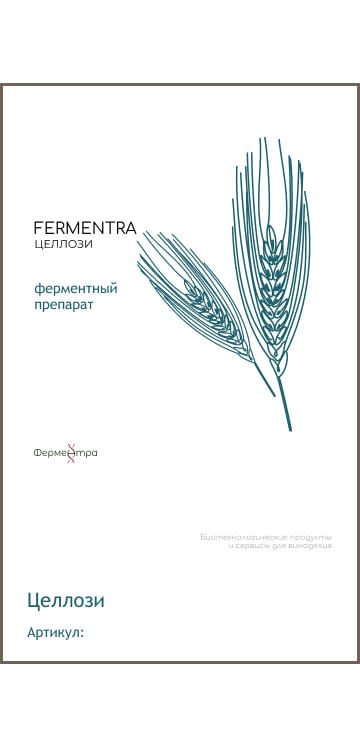 FERMENTRA
ЦЕЛЛОЗИ
ферментный
препарат
Ферментра
Биотехнологические продукты
и сервисы для виноделия
Целлози
Артикул: